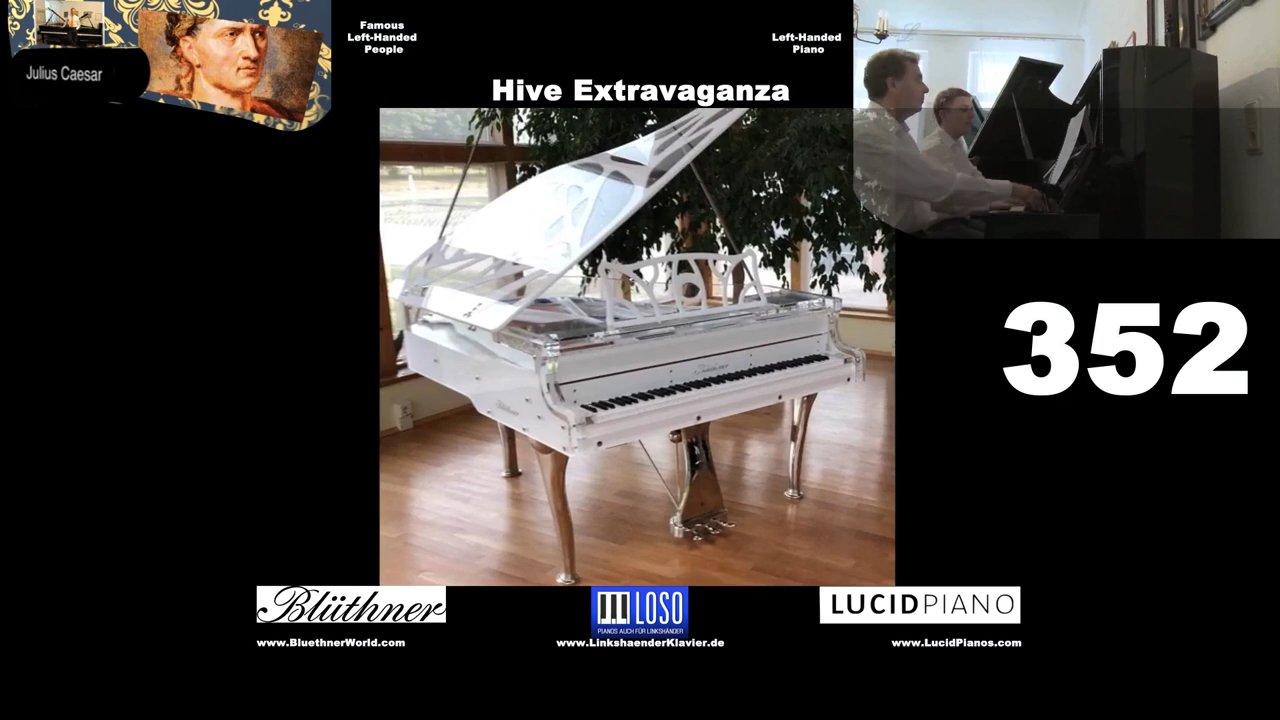 Famous
Left-Handed
People
Left-Handed
Piano
Julius Caesar
Hive Extravaganza
352
Blüthner
LOSO
PIANOS AUCH FÜR LINKSHÄNDER
LUCIDPIANO
www.BluethnerWorld.com
www.LinkshaenderKlavier.de
www.LucidPianos.com